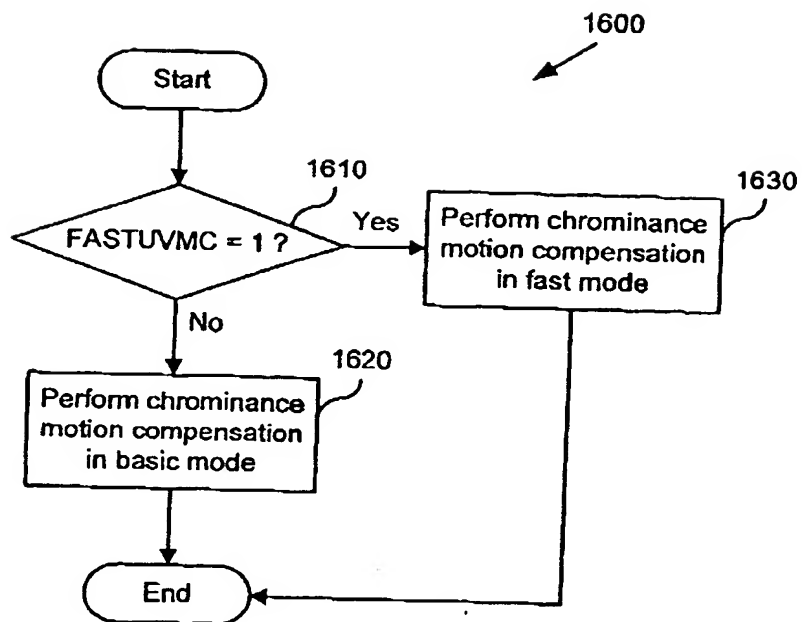 1600
Start
1610
FASTUVMC = 1 ?
Yes
1630
Perform chrominance
motion compensation
in fast mode
No
1620
Perform chrominance
motion compensation
in basic mode
End